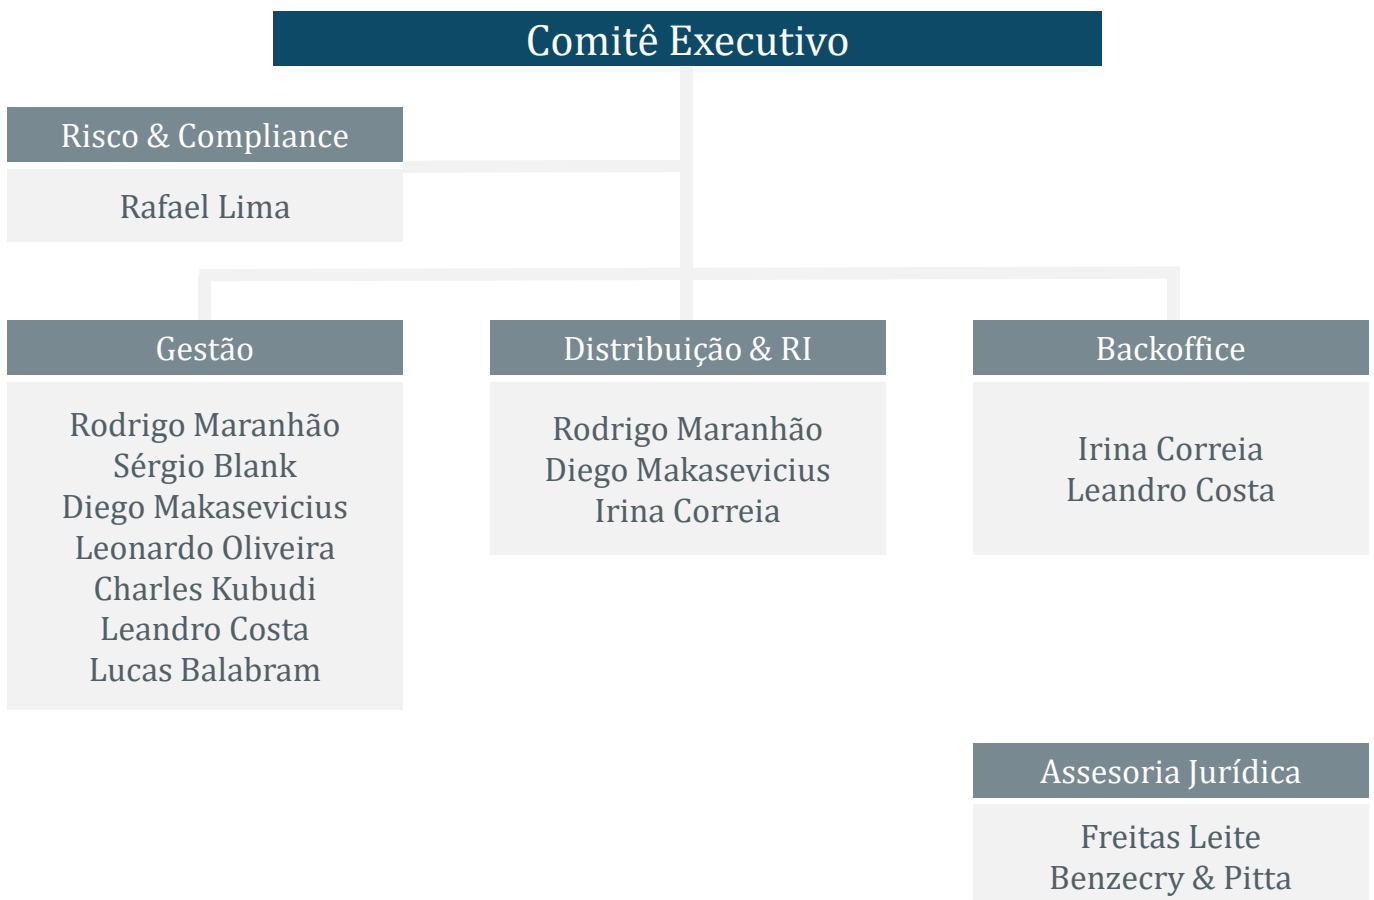 Comitê Executivo
Risco & Compliance
Rafael Lima
Gestão
Rodrigo Maranhão
Sérgio Blank
Diego Makasevicius
Leonardo Oliveira
Charles Kubudi
Leandro Costa
Lucas Balabram
Distribuição & RI
Rodrigo Maranhão
Diego Makasevicius
Irina Correia
Backoffice
Irina Correia
Leandro Costa
Assesoria Jurídica
Freitas Leite
Benzecry & Pitta